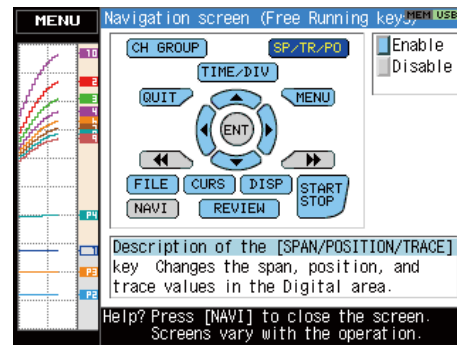 MENU
Navigation screen (Free Running keys)
MEM USB
CH GROUP
SP/TR/PO
TIME/DIV
QUIT
MENU
ENT
FILE
CURS
DISP
START
STOP
NAVI
REVIEW
Enable
Disable
10
2
3
4
P4
1
P3
P2
Description of the [SPAN/POSITION/TRACE]
key Changes the span, position, and
trace values in the Digital area.
Help? Press [NAVI] to close the screen.
Screens vary with the operation.